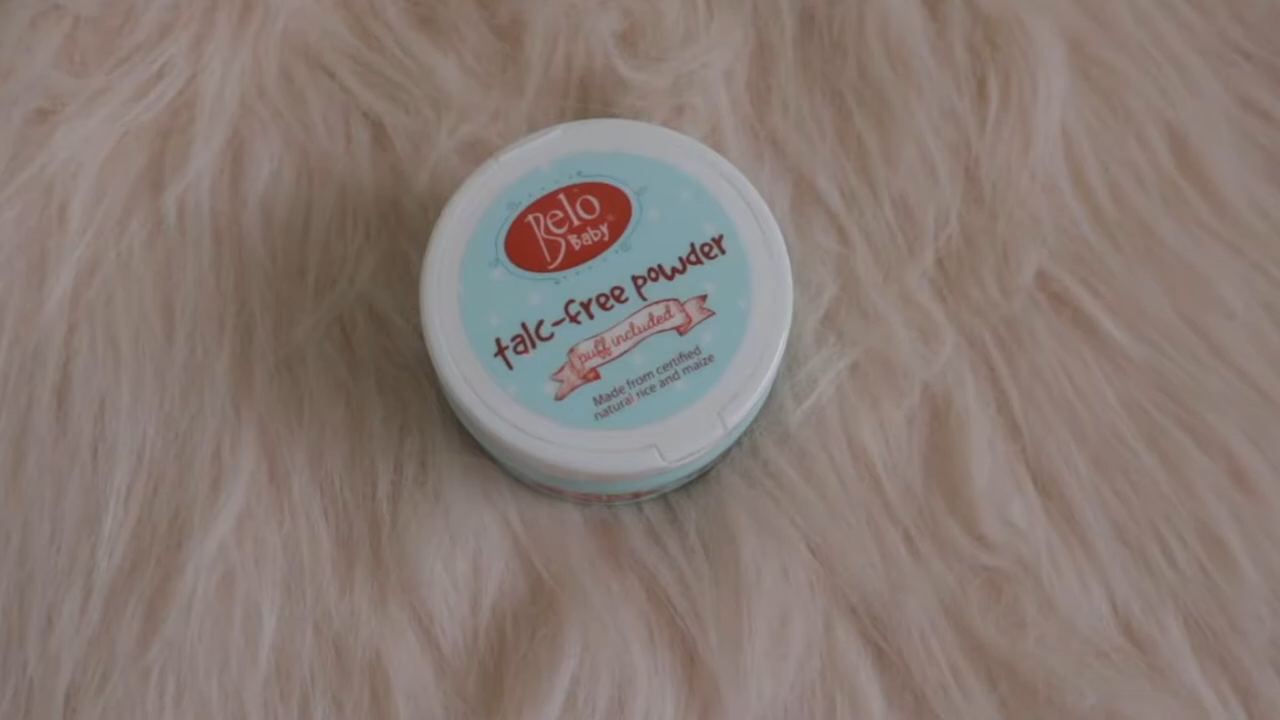 Belo
Baby
talc-free powder
puff included
Made from certified
natural rice and maize